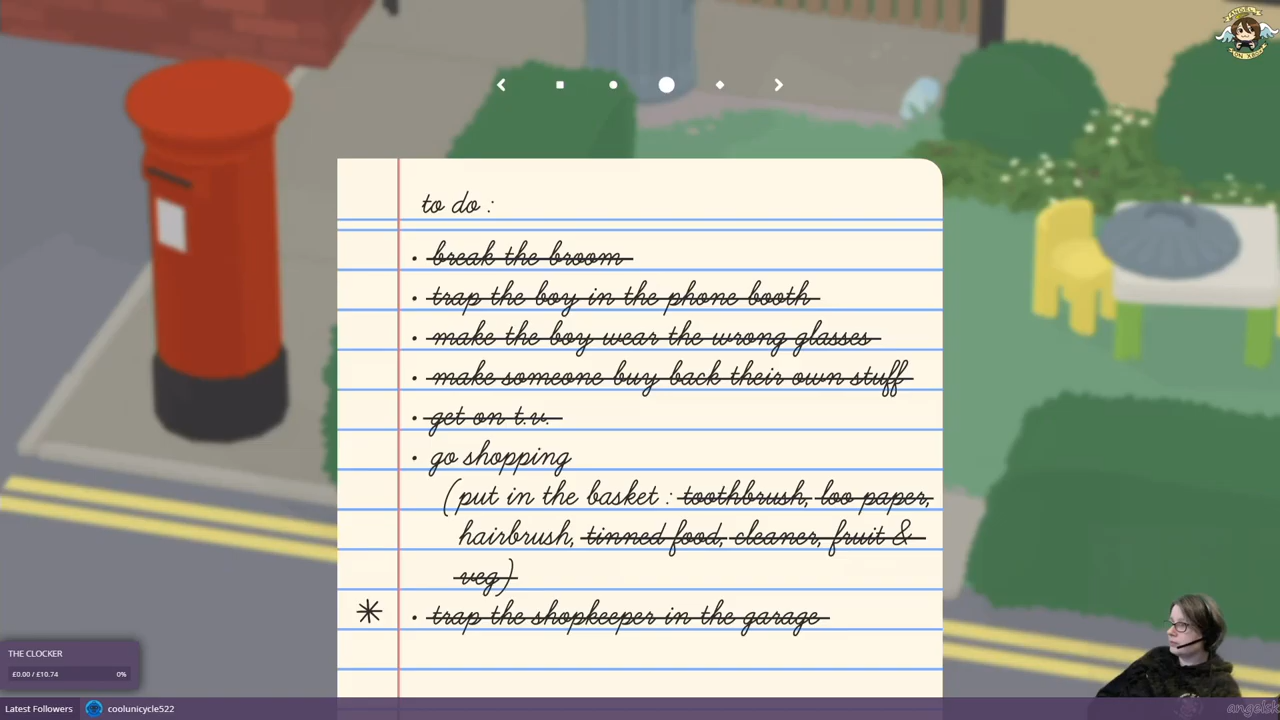 ANGEL
ON XBOX
to do :
• break the broom
• trap the boy in the phone booth
• make the boy wear the wrong glasses
• make someone buy back their own stuff
• get on t.v.
• go shopping
(put in the basket : toothbrush, loo paper,
hairbrush, tinned food, cleaner, fruit &
veg)
• trap the shopkeeper in the garage
THE CLOCKER
£0.00 / £10.74 0%
Latest Followers coolunicycle522